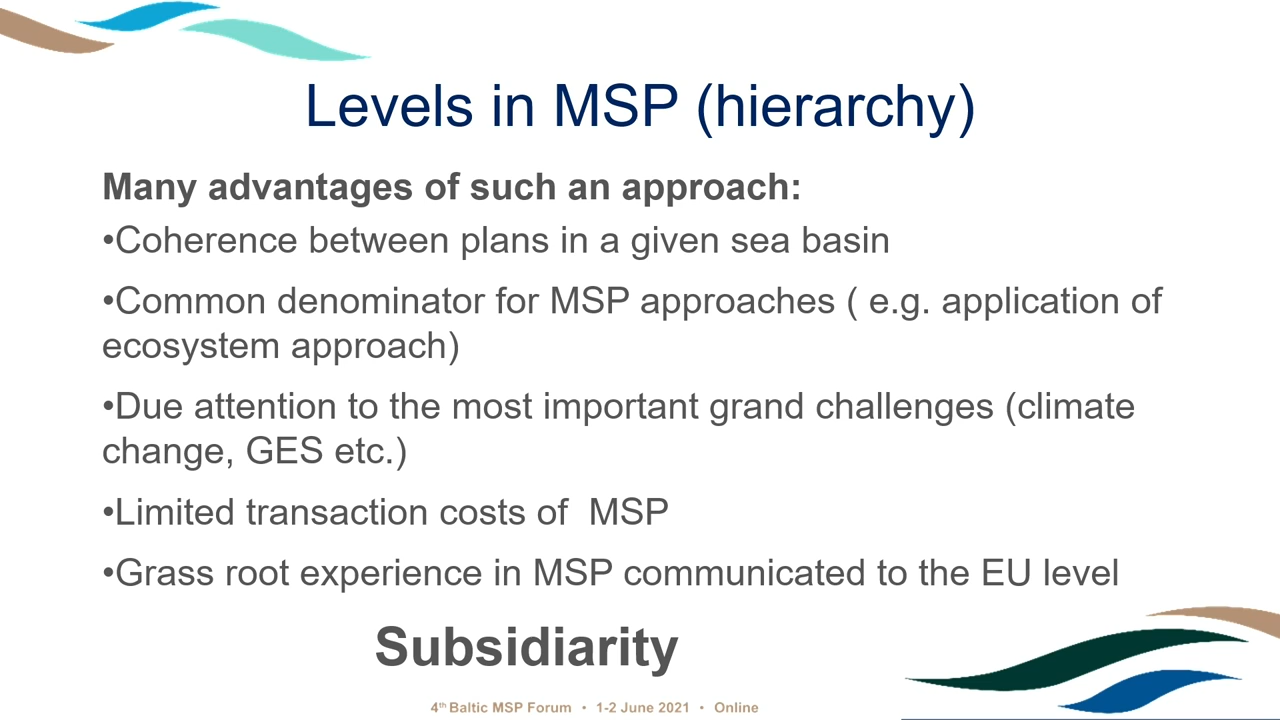 Levels in MSP (hierarchy)
Many advantages of such an approach:
•Coherence between plans in a given sea basin
•Common denominator for MSP approaches ( e.g. application of
ecosystem approach)
•Due attention to the most important grand challenges (climate
change, GES etc.)
•Limited transaction costs of  MSP
•Grass root experience in MSP communicated to the EU level
Subsidiarity
4th Baltic MSP Forum • 1-2 June 2021 • Online